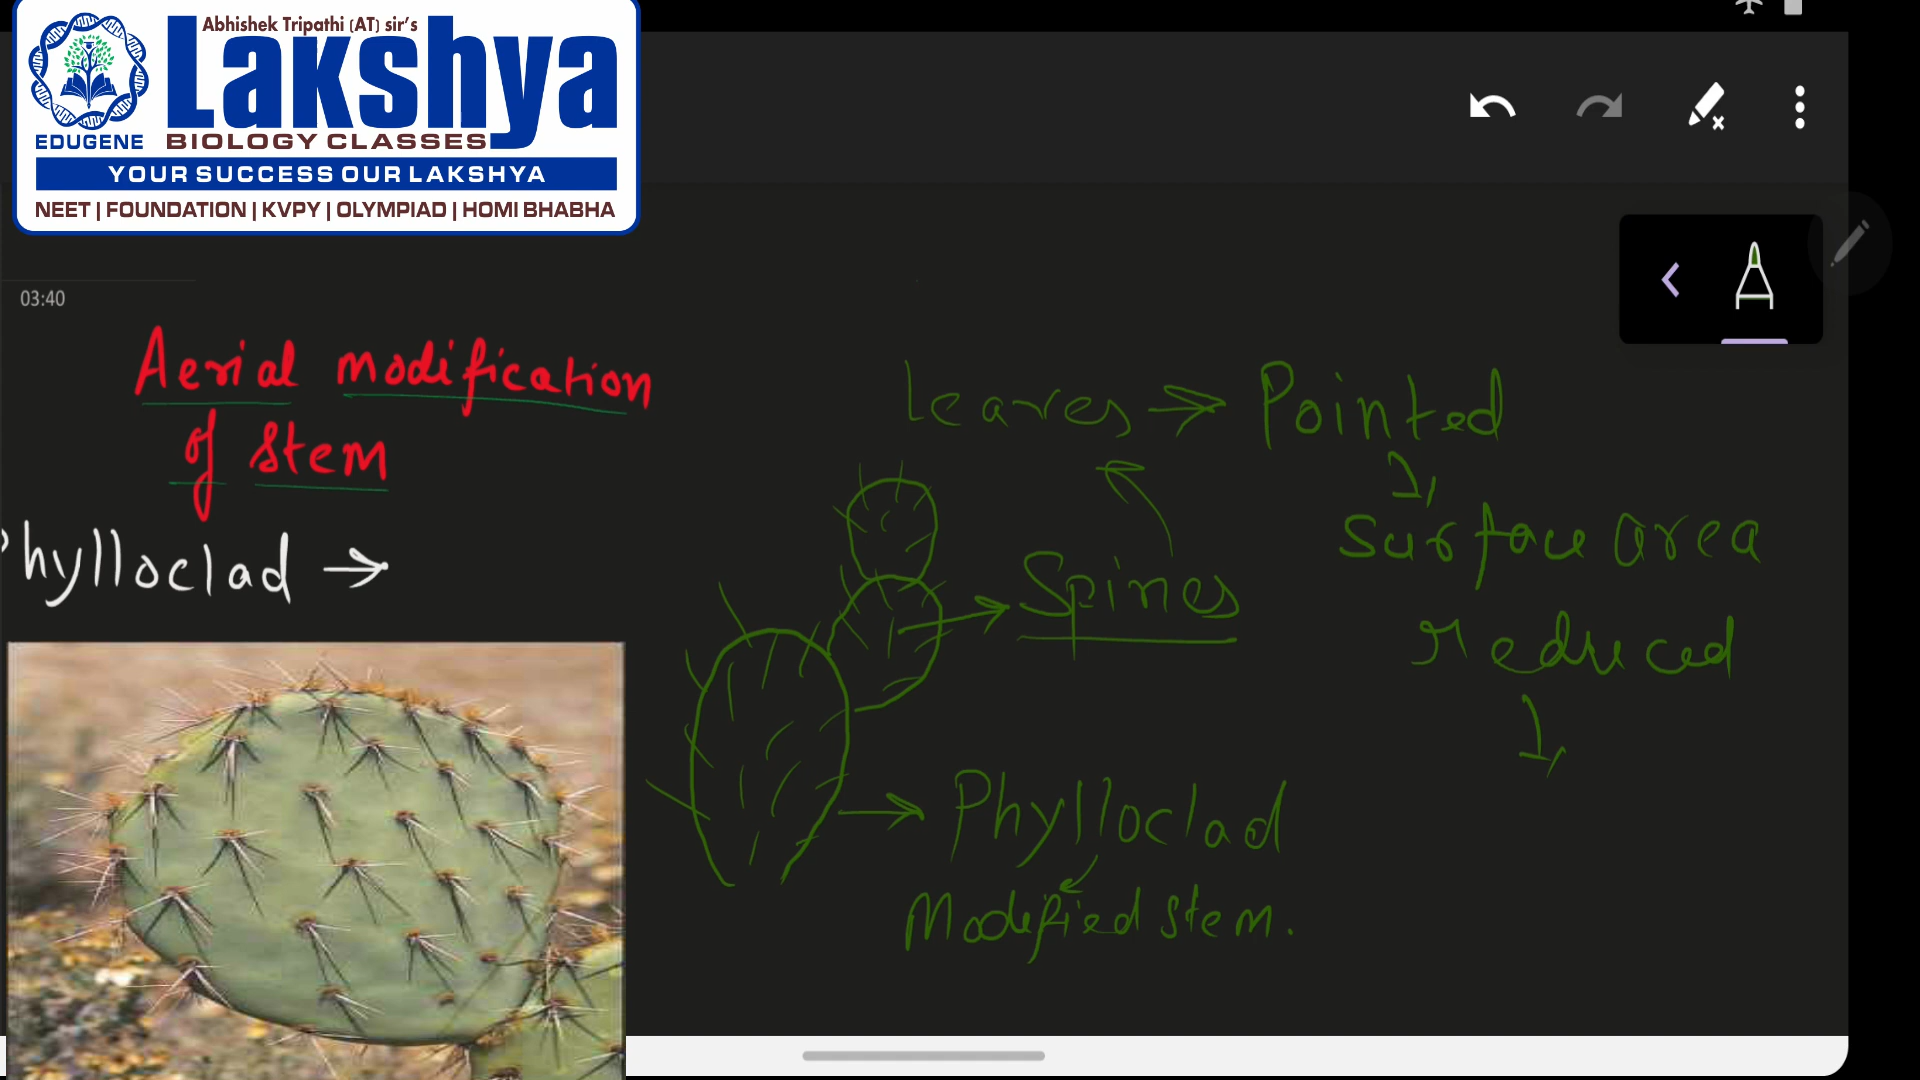 Abhishek Tripathi (AT) sir's
Lakshya
EDUGENE
BIOLOGY CLASSES
YOUR SUCCESS OUR LAKSHYA
NEET | FOUNDATION | KVPY | OLYMPIAD | HOMI BHABHA
03:40
Aerial modification
of stem
Phylloclad →
leaves → Pointed
Surface area
reduced
Spines
Phylloclad
Modified stem.